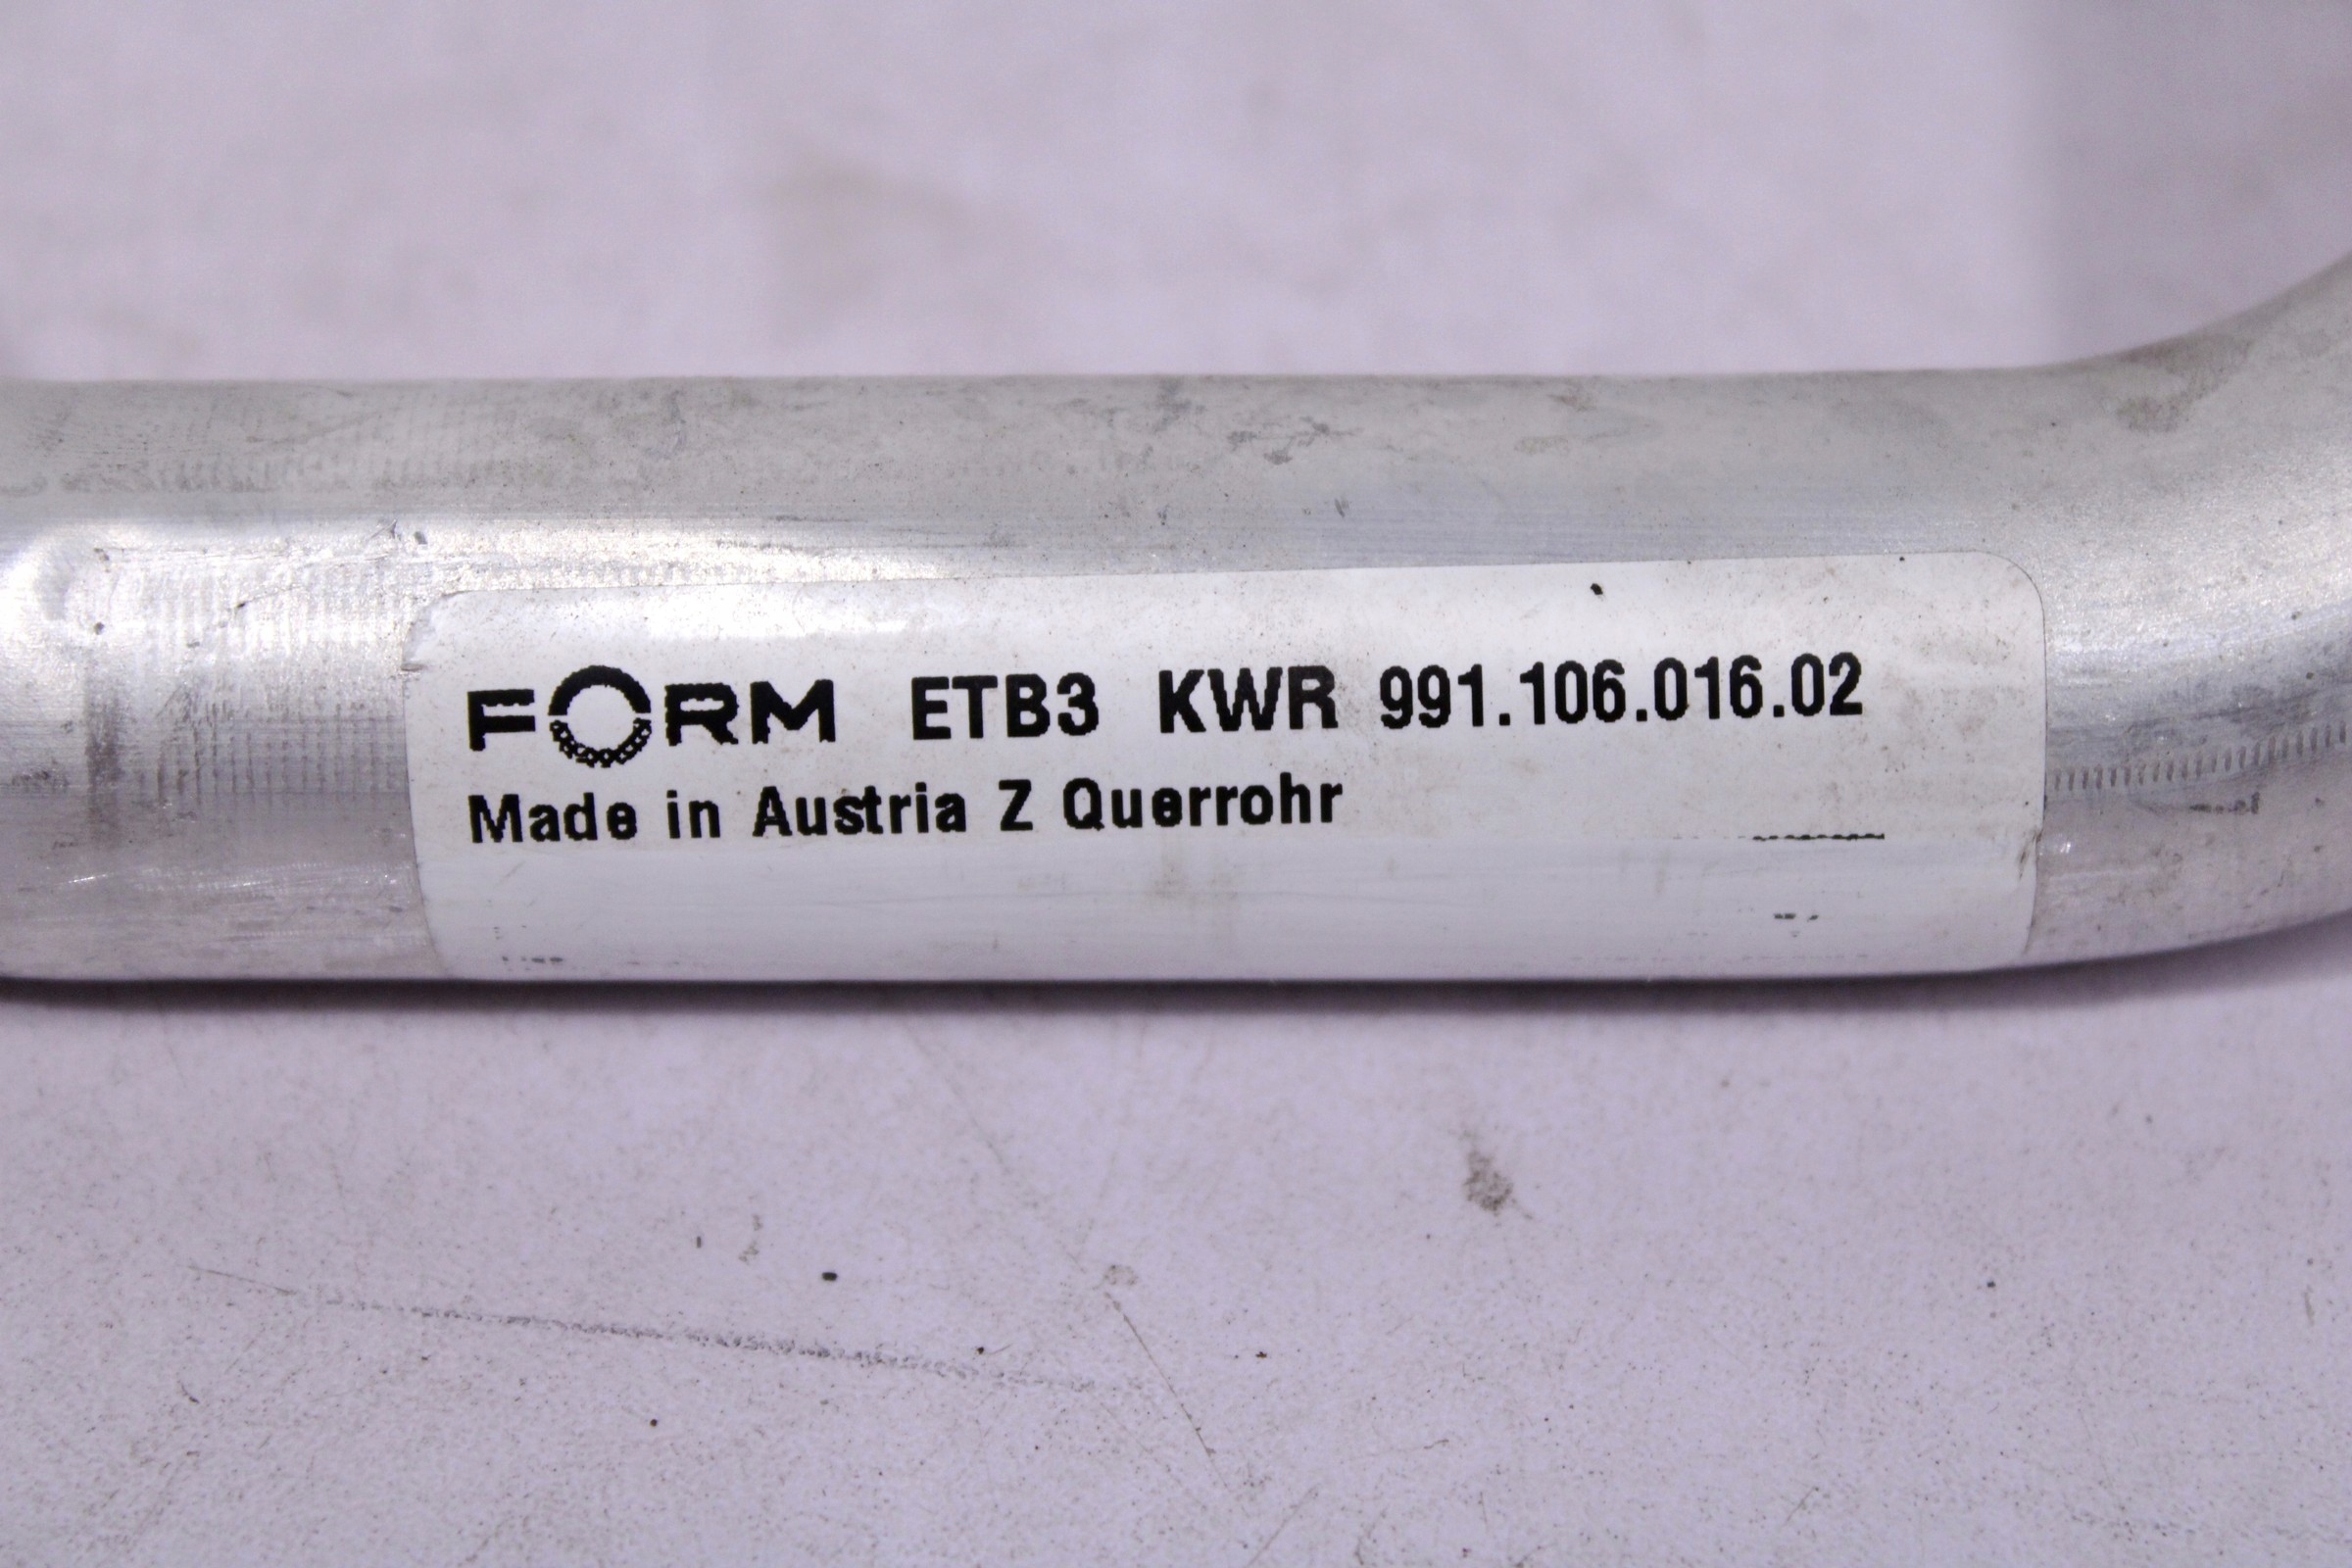 FORM ETB3 KWR 991.106.016.02
Made in Austria Z Querrohr